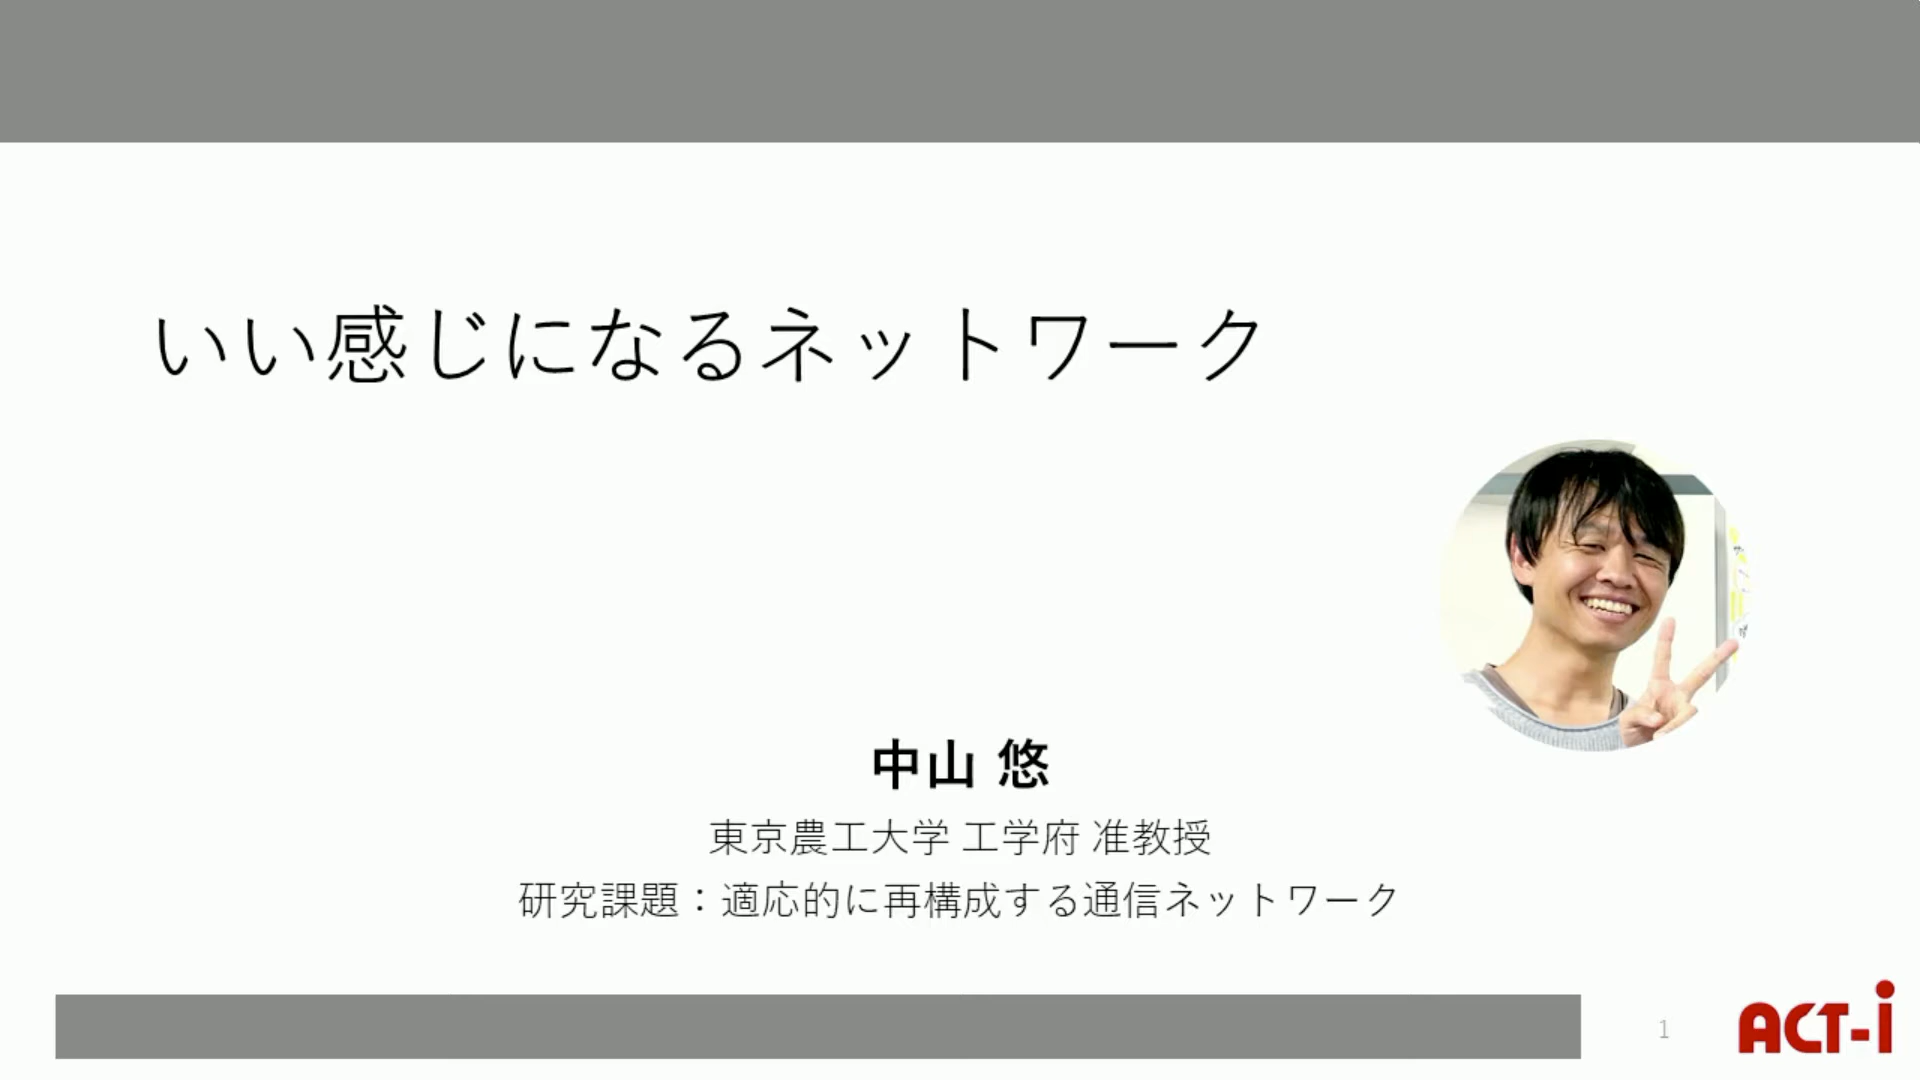 いい感じになるネットワーク
中山 悠
東京農工大学 工学府 准教授
研究課題：適応的に再構成する通信ネットワーク
1
ACT-i